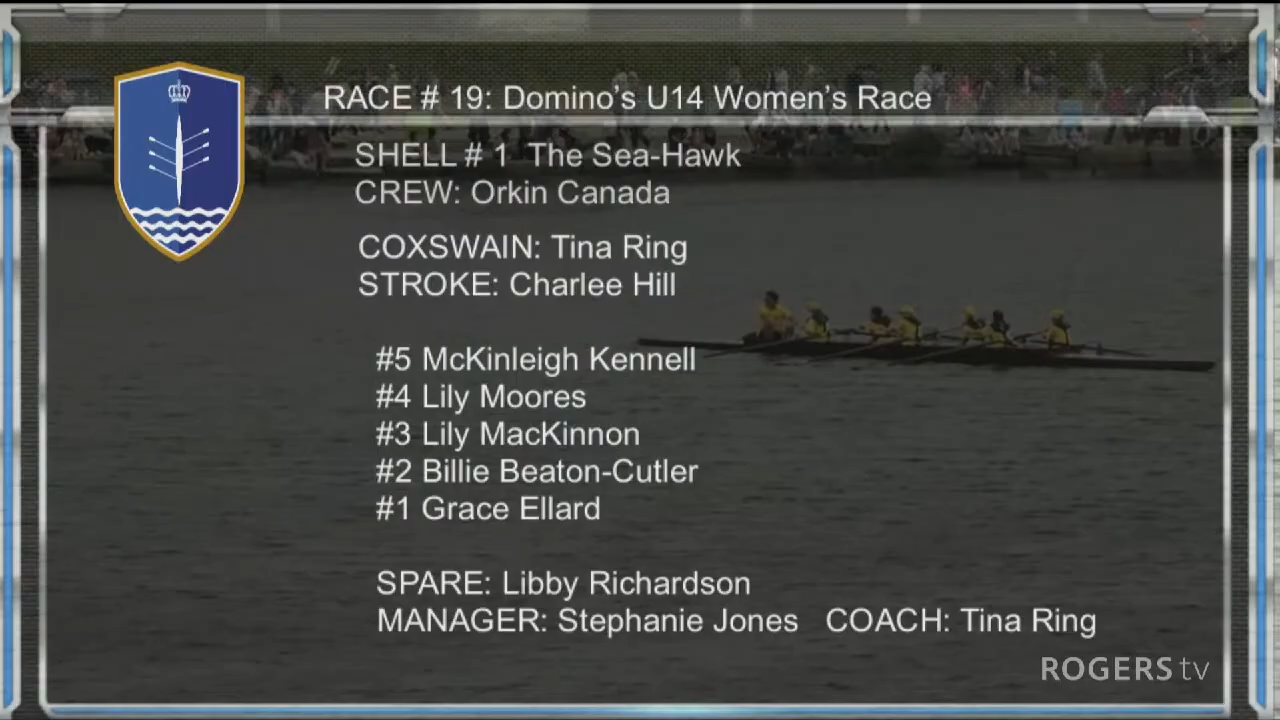 RACE # 19: Domino's U14 Women's Race
SHELL # 1 The Sea-Hawk
CREW: Orkin Canada
COXSWAIN: Tina Ring
STROKE: Charlee Hill
#5 McKinleigh Kennell
#4 Lily Moores
#3 Lily MacKinnon
#2 Billie Beaton-Cutler
#1 Grace Ellard
SPARE: Libby Richardson
MANAGER: Stephanie Jones COACH: Tina Ring
ROGERS tv